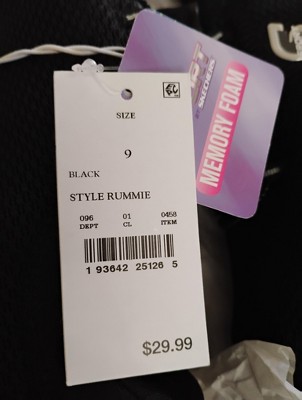 SIZE
9
BLACK
STYLE RUMMIE
096 01 0458
DEPT CL ITEM
1 93642 25126 5
$29.99
MEMORY FOAM